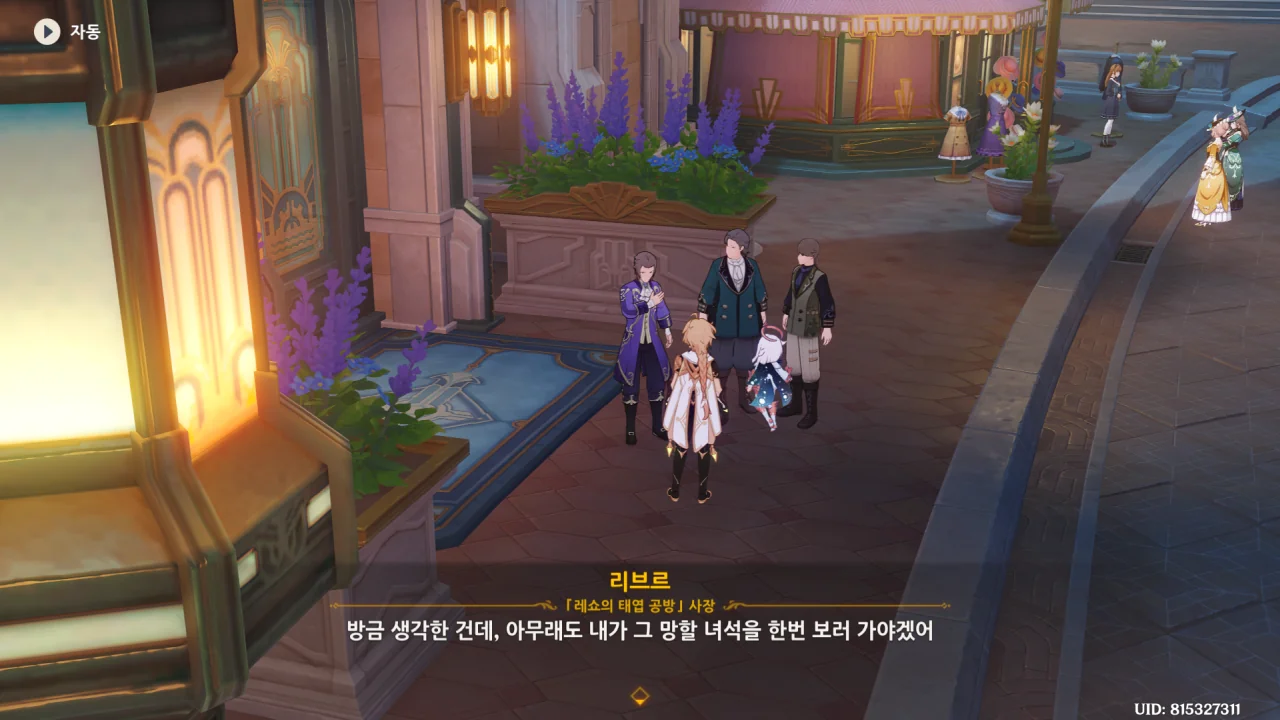 자동
리브르
「레쇼의 태엽 공방」 사장
방금 생각한 건데, 아무래도 내가 그 망할 녀석을 한번 보러 가야겠어
UID: 815327311